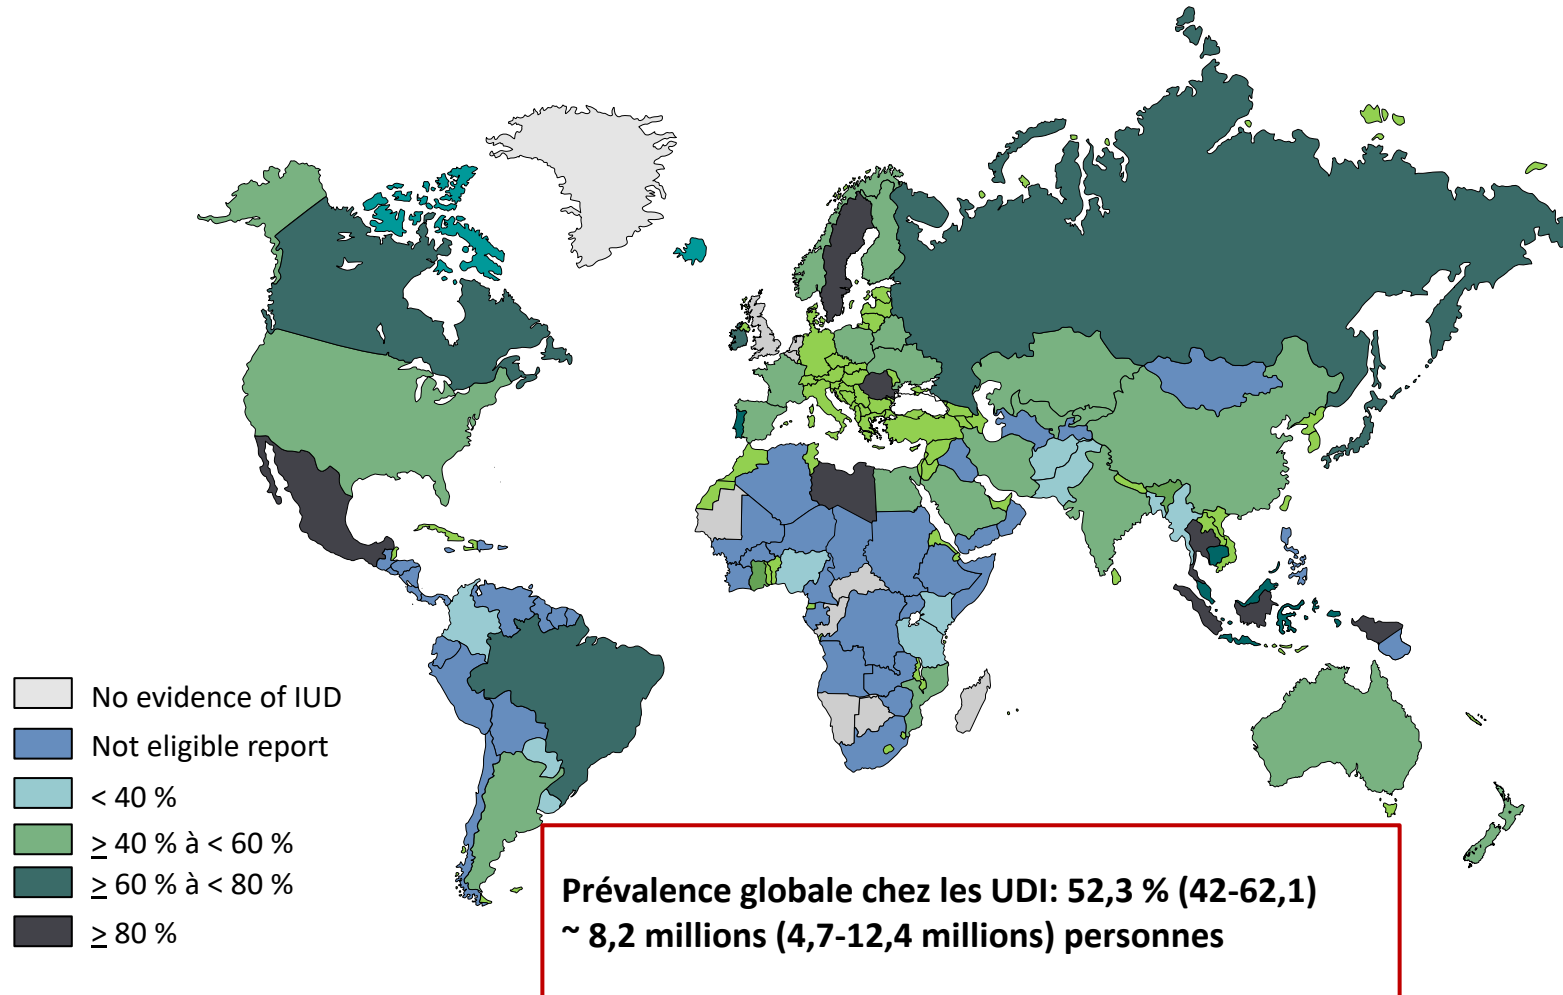 No evidence of IUD
Not eligible report
< 40 %
≥ 40 % à < 60 %
≥ 60 % à < 80 %
≥ 80 %
Prévalence globale chez les UDI: 52,3 % (42-62,1)
~ 8,2 millions (4,7-12,4 millions) personnes